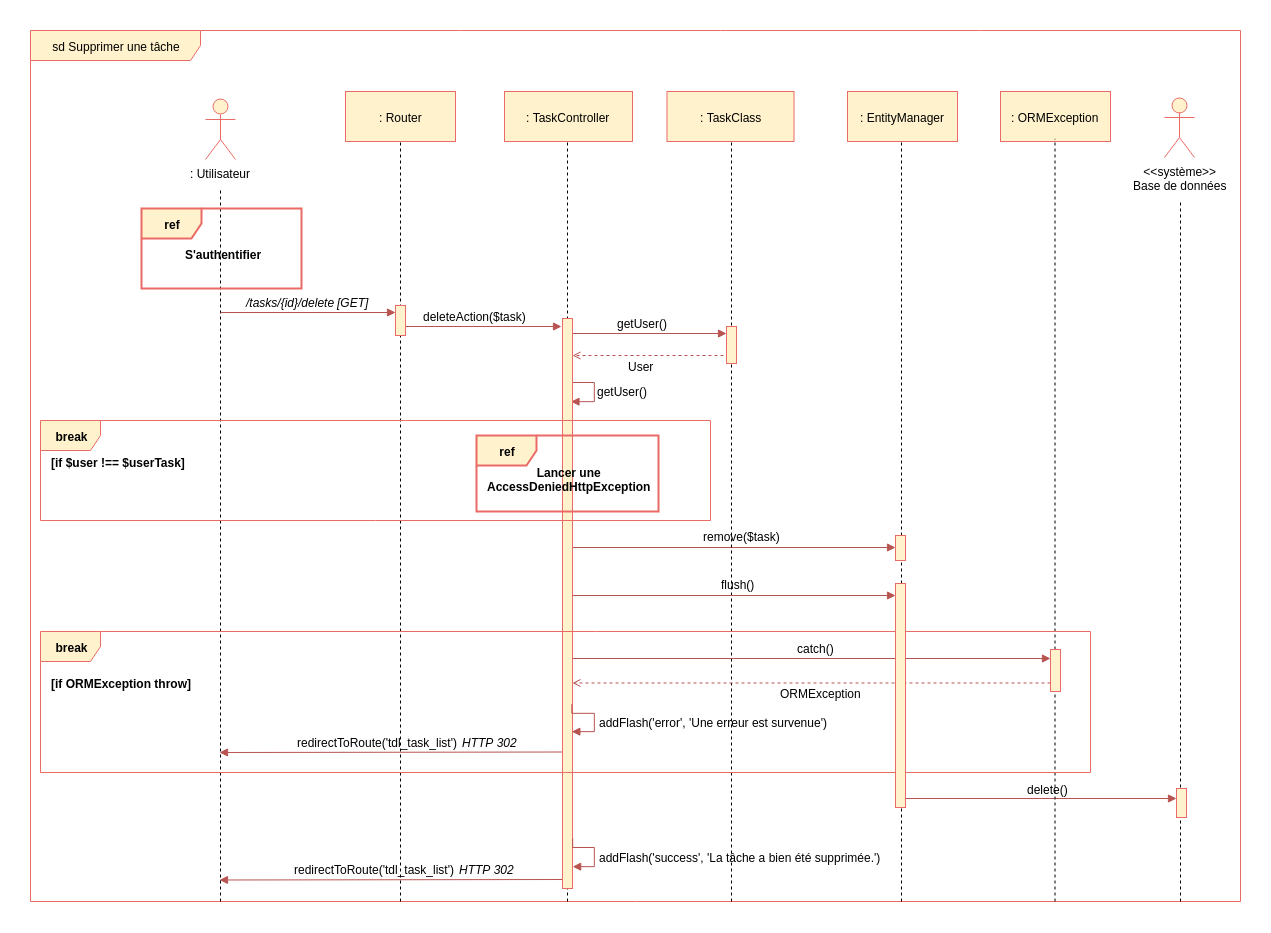 sd Supprimer une tâche
: Utilisateur
: Router
: TaskController
: TaskClass
: EntityManager
: ORMException
<<système>>
Base de données
ref
S'authentifier
/tasks/{id}/delete [GET]
deleteAction($task)
getUser()
User
getUser()
break
[if $user !== $userTask]
ref
Lancer une
AccessDeniedHttpException
remove($task)
flush()
break
[if ORMException throw]
catch()
ORMException
addFlash('error', 'Une erreur est survenue')
redirectToRoute('tdl_task_list') HTTP 302
delete()
addFlash('success', 'La tâche a bien été supprimée.')
redirectToRoute('tdl_task_list') HTTP 302